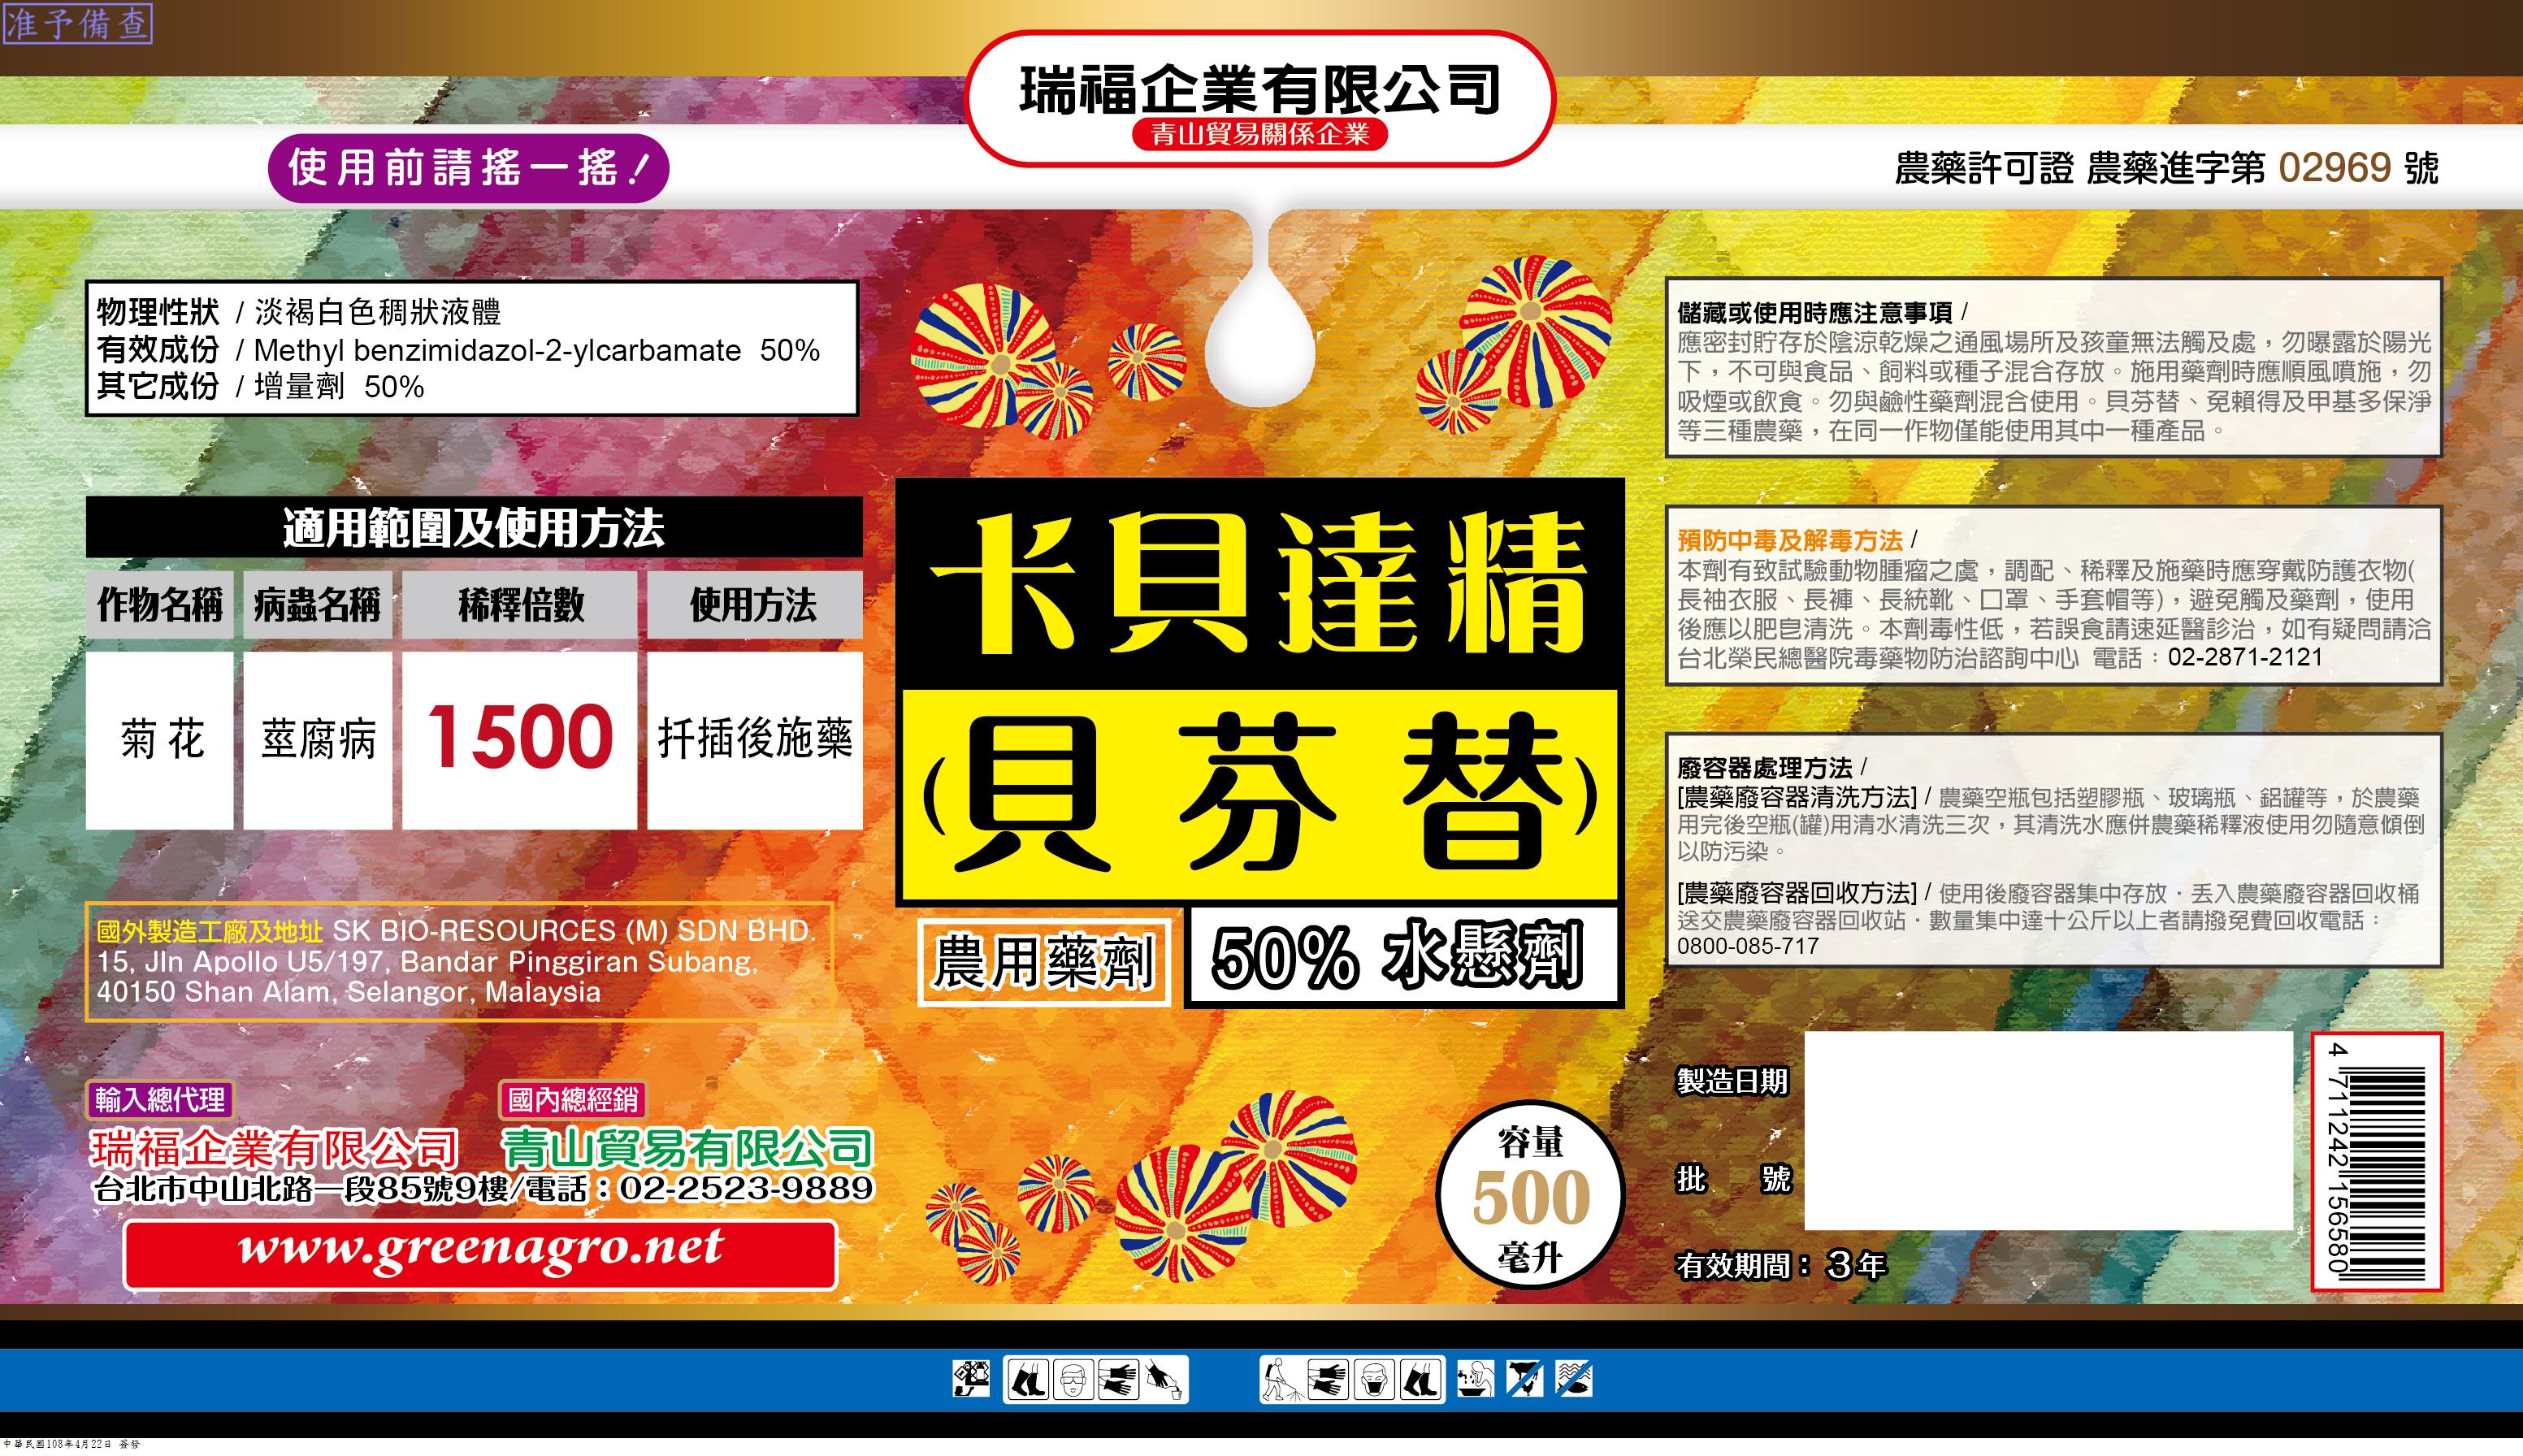 准予備查
瑞福企業有限公司
青山貿易關係企業
使用前請搖一搖!
農藥許可證 農藥進字第 02969 號
物理性狀 / 淡褐白色稠狀液體
有效成份 / Methyl benzimidazol-2-ylcarbamate 50%
其它成份 / 增量劑 50%
適用範圍及使用方法
作物名稱 病蟲名稱 稀釋倍數 使用方法
菊花 莖腐病 1500 扦插後施藥
國外製造工廠及地址 SK BIO-RESOURCES (M) SDN BHD.
15, Jln Apollo U5/197, Bandar Pinggiran Subang,
40150 Shan Alam, Selangor, Malaysia
輸入總代理 國內總經銷
瑞福企業有限公司 青山貿易有限公司
台北市中山北路一段85號9樓/電話：02-2523-9889
www.greenagro.net
卡貝達精
(貝芬替)
農用藥劑 50% 水懸劑
容量
500
毫升
儲藏或使用時應注意事項 /
應密封貯存於陰涼乾燥之通風場所及孩童無法觸及處，勿曝露於陽光
下，不可與食品、飼料或種子混合存放。施用藥劑時應順風噴施，勿
吸煙或飲食。勿與鹼性藥劑混合使用。貝芬替、免賴得及甲基多保淨
等三種農藥，在同一作物僅能使用其中一種產品。
預防中毒及解毒方法 /
本劑有致試驗動物腫瘤之虞，調配、稀釋及施藥時應穿戴防護衣物(
長袖衣服、長褲、長統靴、口罩、手套帽等)，避免觸及藥劑，使用
後應以肥皂清洗。本劑毒性低，若誤食請速延醫診治，如有疑問請洽
台北榮民總醫院毒藥物防治諮詢中心 電話：02-2871-2121
廢容器處理方法 /
[農藥廢容器清洗方法] / 農藥空瓶包括塑膠瓶、玻璃瓶、鋁罐等，於農藥
用完後空瓶(罐)用清水清洗三次，其清洗水應併農藥稀釋液使用勿隨意傾倒
以防污染。
[農藥廢容器回收方法] / 使用後廢容器集中存放．丟入農藥廢容器回收桶
送交農藥廢容器回收站．數量集中達十公斤以上者請撥免費回收電話：
0800-085-717
製造日期
批 號
有效期間：3年
4 711242 156580
中華民國108年4月22日 簽發